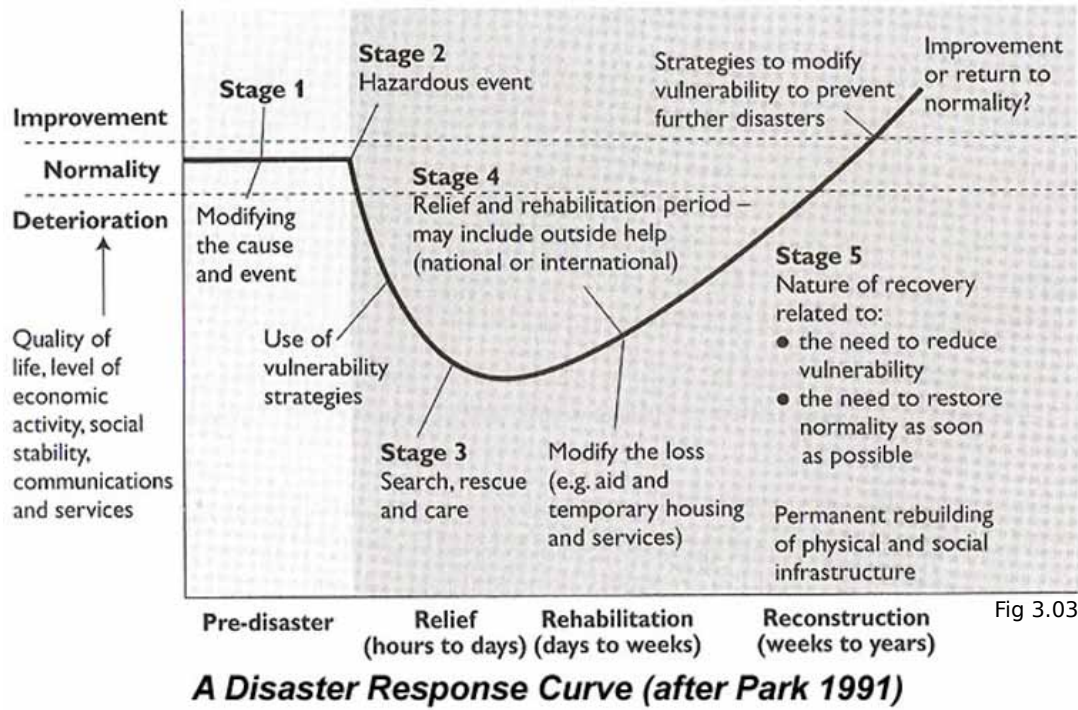 Stage 1
Stage 2
Hazardous event
Strategies to modify
vulnerability to prevent
further disasters
Improvement
or return to
normality?
Improvement
Normality
Deterioration
Modifying
the cause
and event
Stage 4
Relief and rehabilitation period –
may include outside help
(national or international)
Stage 5
Nature of recovery
related to:
• the need to reduce
vulnerability
• the need to restore
normality as soon
as possible
Quality of
life, level of
economic
activity, social
stability,
communications
and services
Use of
vulnerability
strategies
Stage 3
Search, rescue
and care
Modify the loss
(e.g. aid and
temporary housing
and services)
Permanent rebuilding
of physical and social
infrastructure
Fig 3.03
Pre-disaster
Relief
(hours to days)
Rehabilitation
(days to weeks)
Reconstruction
(weeks to years)
A Disaster Response Curve (after Park 1991)